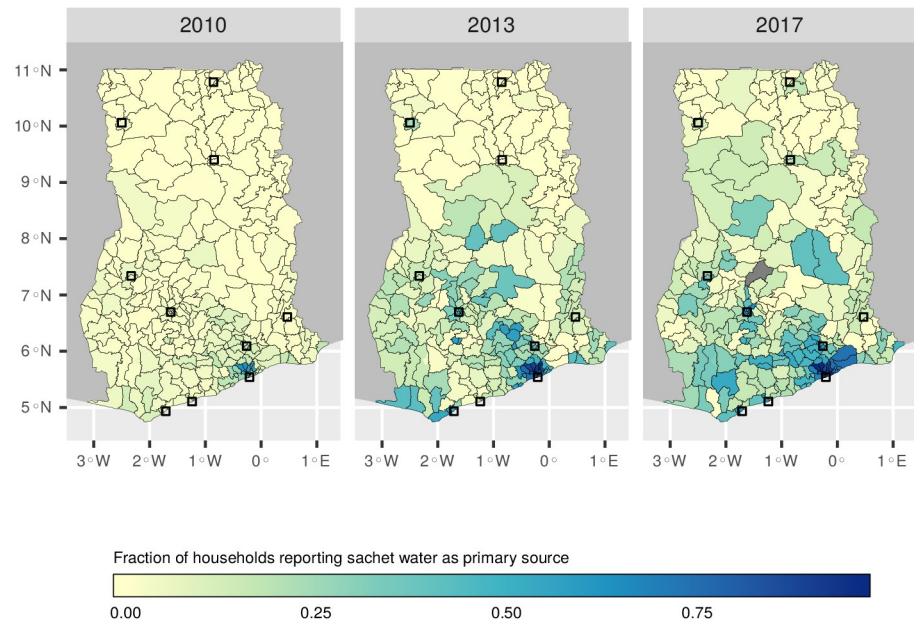 2010 2013 2017
11°N
10°N
9°N
8°N
7°N
6°N
5°N
3°W 2°W 1°W 0° 1°E 3°W 2°W 1°W 0° 1°E 3°W 2°W 1°W 0° 1°E
Fraction of households reporting sachet water as primary source
0.00 0.25 0.50 0.75